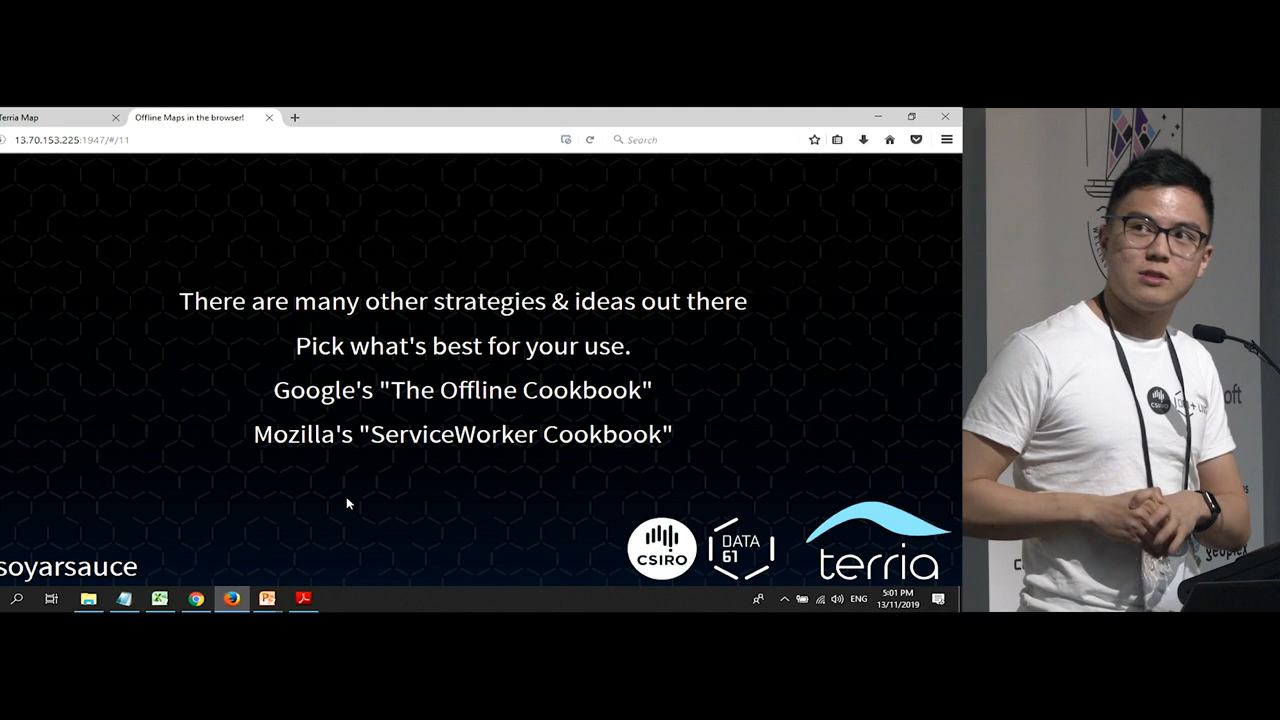 Terria Map
Offline Maps in the browser!
13.70.153.225:1947/#/11
Search
There are many other strategies & ideas out there
Pick what's best for your use.
Google's "The Offline Cookbook"
Mozilla's "ServiceWorker Cookbook"
soyarsauce
CSIRO
DATA
61
terria
ENG
5:01 PM
13/11/2019
CSIRO
geoplex